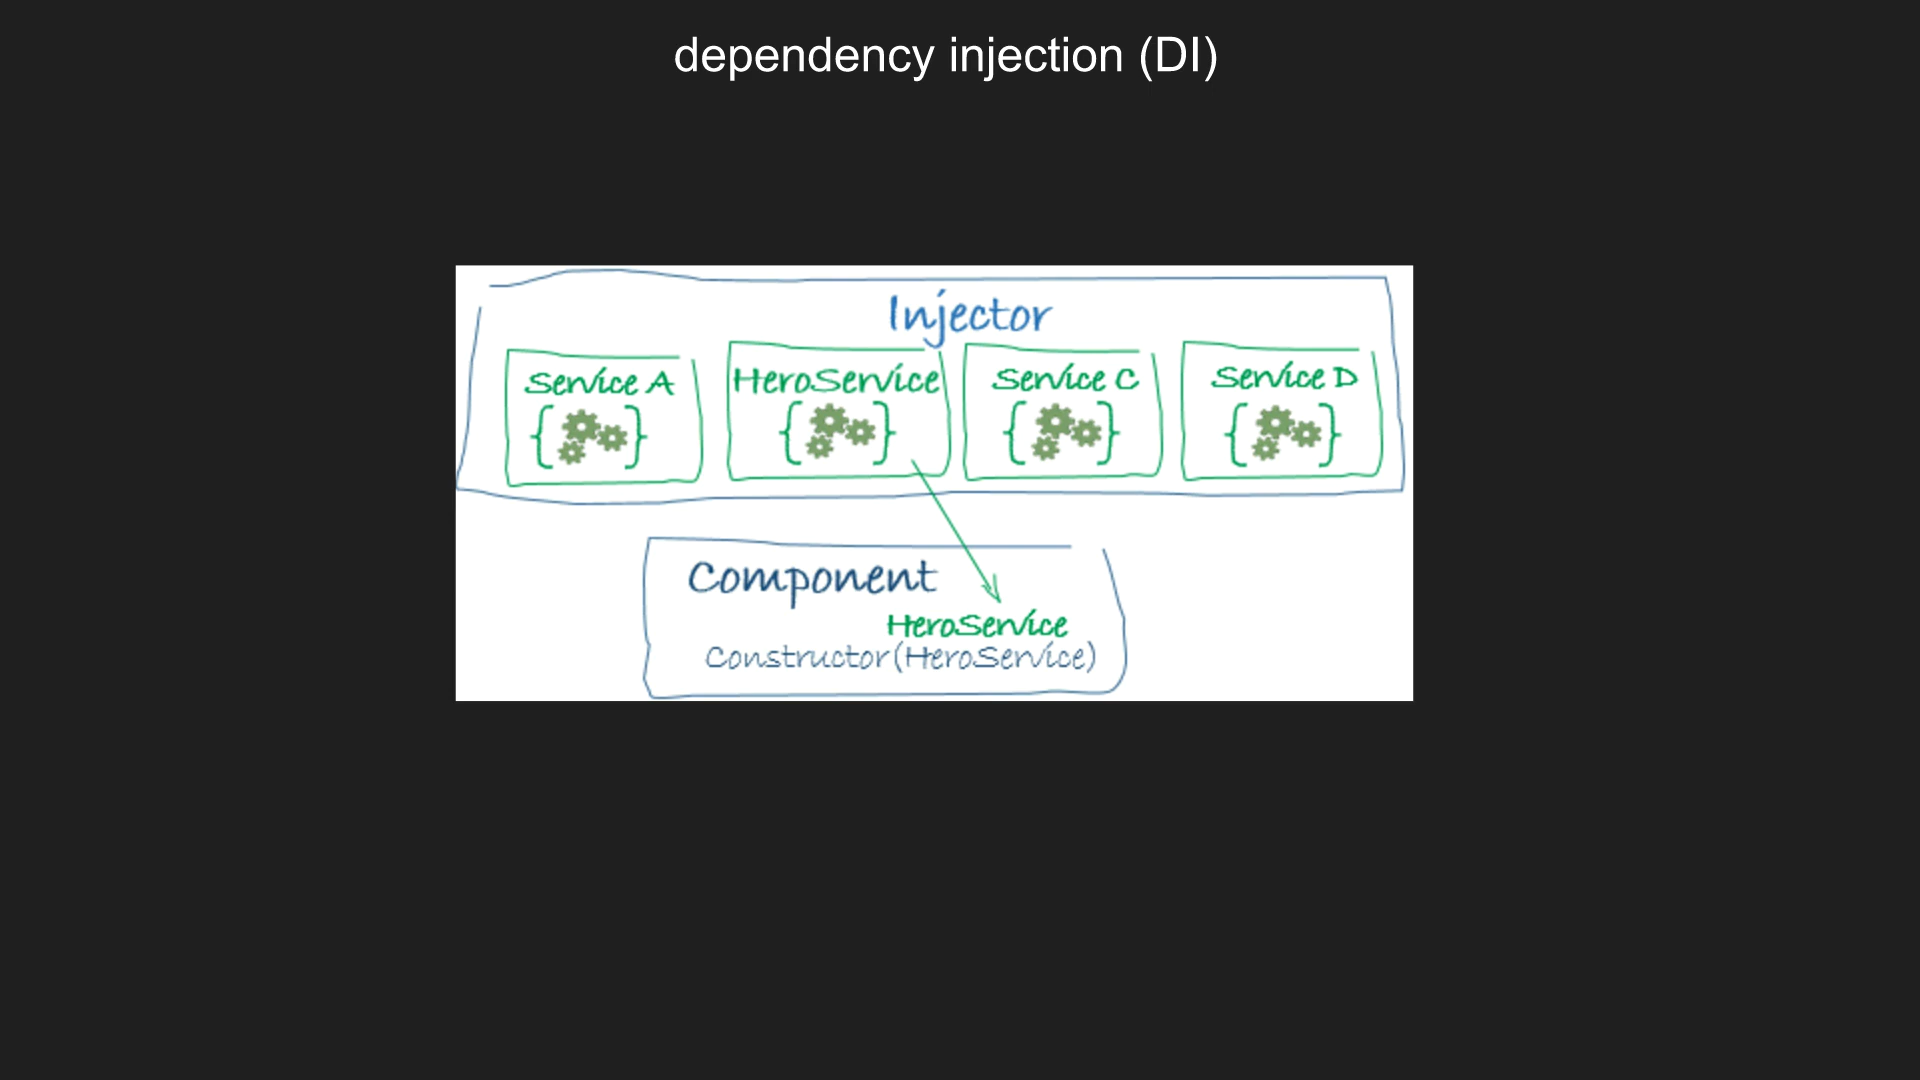 dependency injection (DI)
Injector
Service A
HeroService
Service C
Service D
Component
HeroService
Constructor(HeroService)